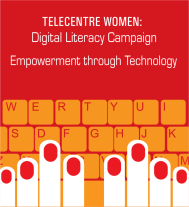 TELECENTRE WOMEN:
Digital Literacy Campaign
Empowerment through Technology
W E R T Y U I
S D F G H J K
Z